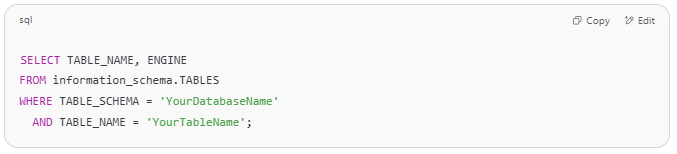 sql
Copy
Edit
SELECT TABLE_NAME, ENGINE
FROM information_schema.TABLES
WHERE TABLE_SCHEMA = 'YourDatabaseName'
  AND TABLE_NAME = 'YourTableName';